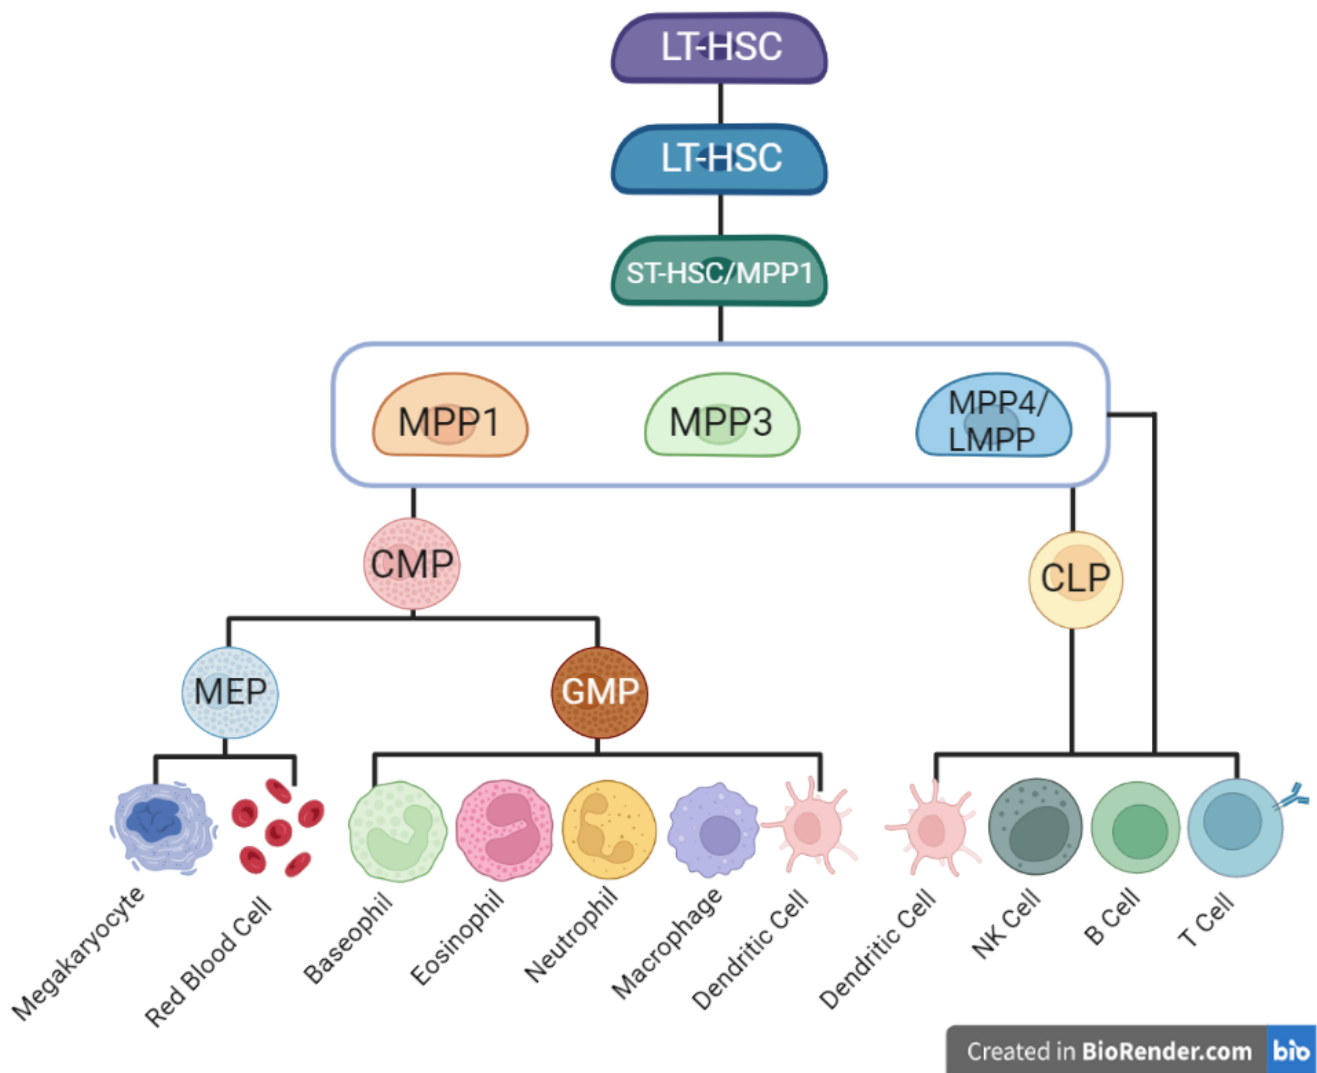 LT-HSC
LT-HSC
ST-HSC/MPP1
MPP1
MPP3
MPP4/
LMPP
CMP
CLP
MEP
GMP
Megakaryocyte
Red Blood Cell
Baseophil
Eosinophil
Neutrophil
Macrophage
Dendritic Cell
Dendritic Cell
NK Cell
B Cell
T Cell
Created in BioRender.com bio